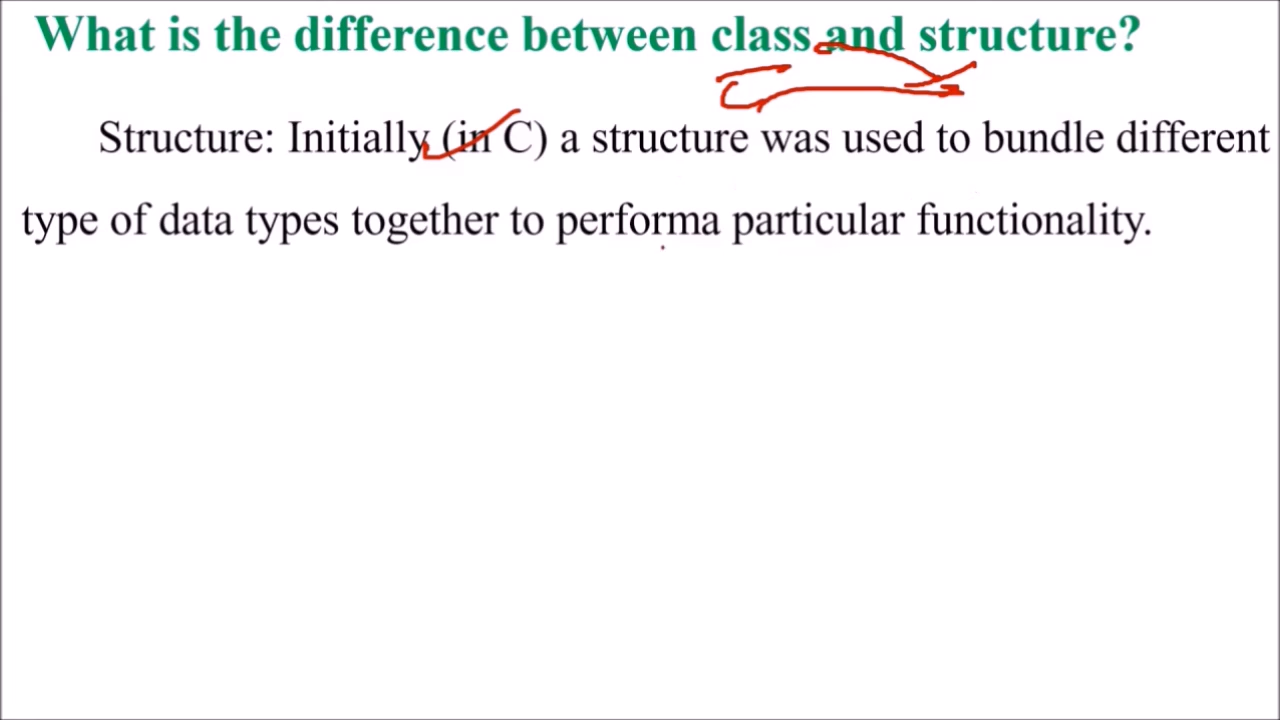 What is the difference between class and structure?
Structure: Initially (in C) a structure was used to bundle different
type of data types together to performa particular functionality.